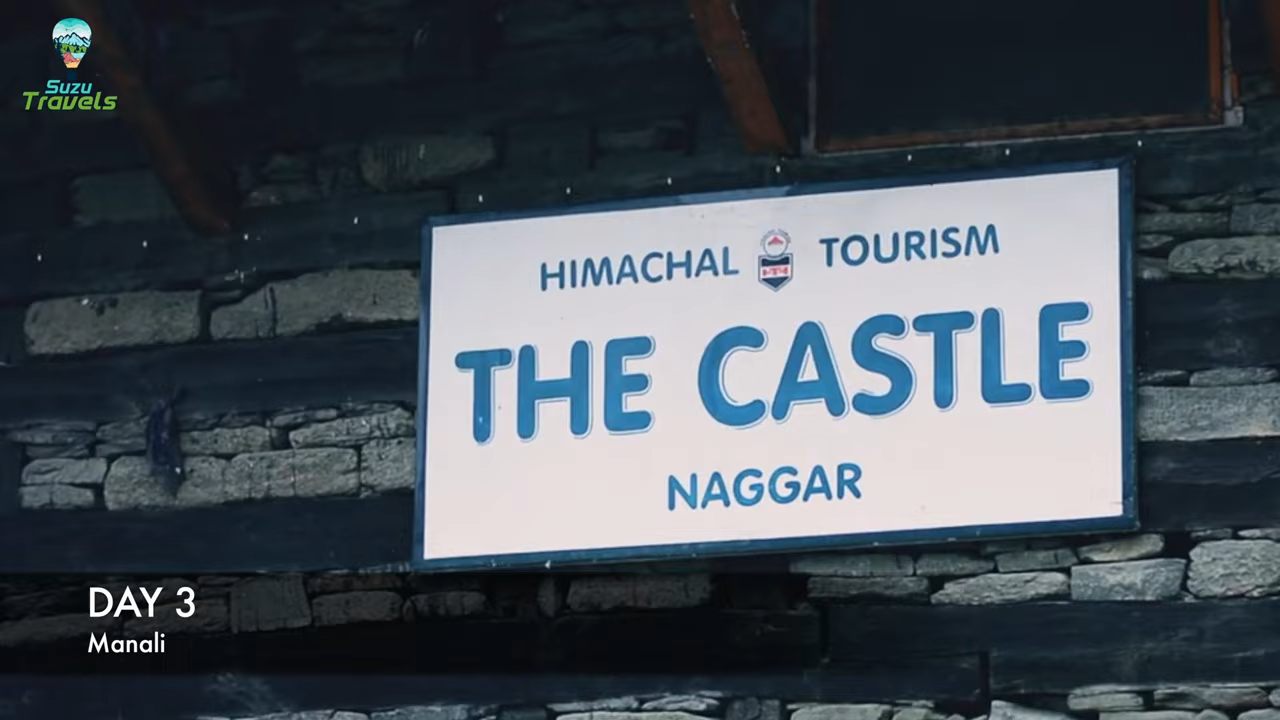 Suzu
Travels
HIMACHAL TOURISM
THE CASTLE
NAGGAR
DAY 3
Manali